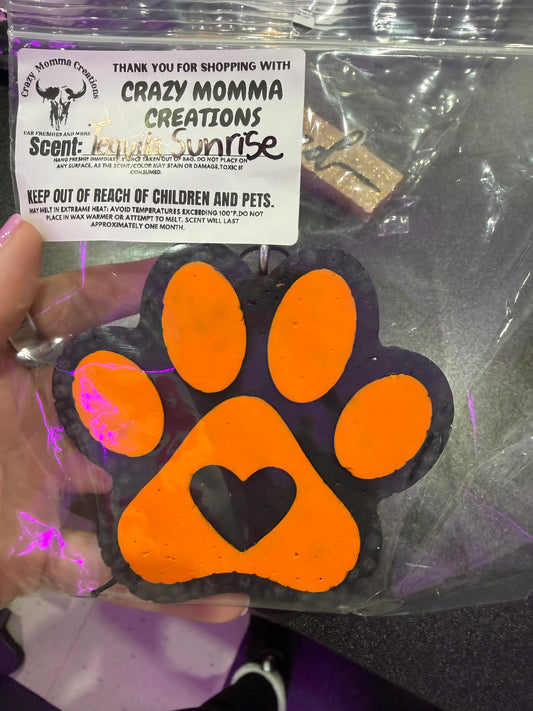 THANK YOU FOR SHOPPING WITH
Crazy Momma Creations
CRAZY MOMMA
CREATIONS
CAR FRESHIES AND MORE
Scent: Tequila Sunrise
HANG FRESHIE IMMEDIATELY ONCE TAKEN OUT OF BAG. DO NOT PLACE ON
ANY SURFACE, AS THE SCENT/COLOR MAY STAIN OR DAMAGE.TOXIC IF
CONSUMED.
KEEP OUT OF REACH OF CHILDREN AND PETS.
MAY MELT IN EXTREAME HEAT; AVOID TEMPERATURES EXCEEDING 100°F.DO NOT
PLACE IN WAX WARMER OR ATTEMPT TO MELT. SCENT WILL LAST
APPROXIMATELY ONE MONTH.